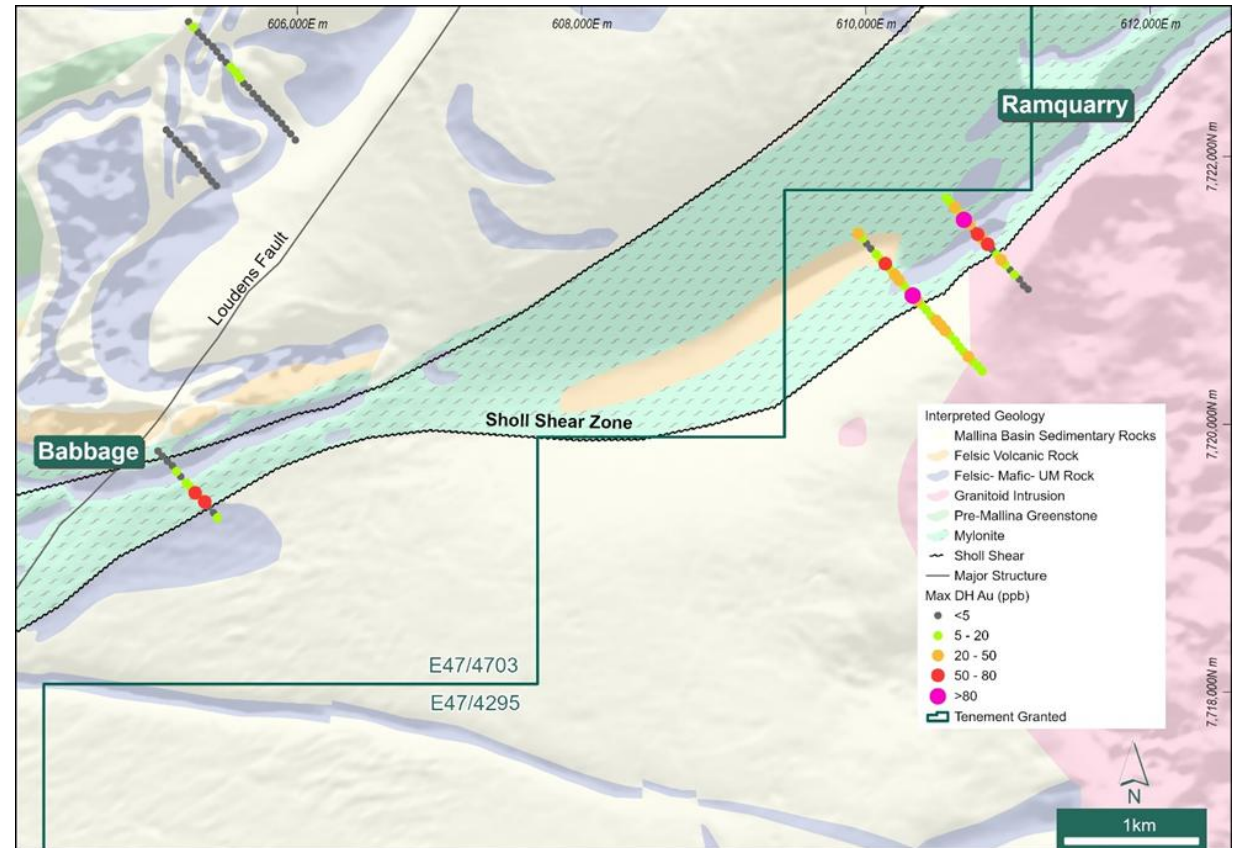 606,000E m
608,000E m
610,000E m
612,000E m
Ramquarry
7,722,000N m
Loudens Fault
Sholl Shear Zone
Babbage
7,720,000N m
Interpreted Geology
Mallina Basin Sedimentary Rocks
Felsic Volcanic Rock
Felsic- Mafic- UM Rock
Granitoid Intrusion
Pre-Mallina Greenstone
Mylonite
Sholl Shear
Major Structure
Max DH Au (ppb)
<5
5 - 20
20 - 50
50 - 80
>80
Tenement Granted
E47/4703
E47/4295
7,718,000N m
N
1km